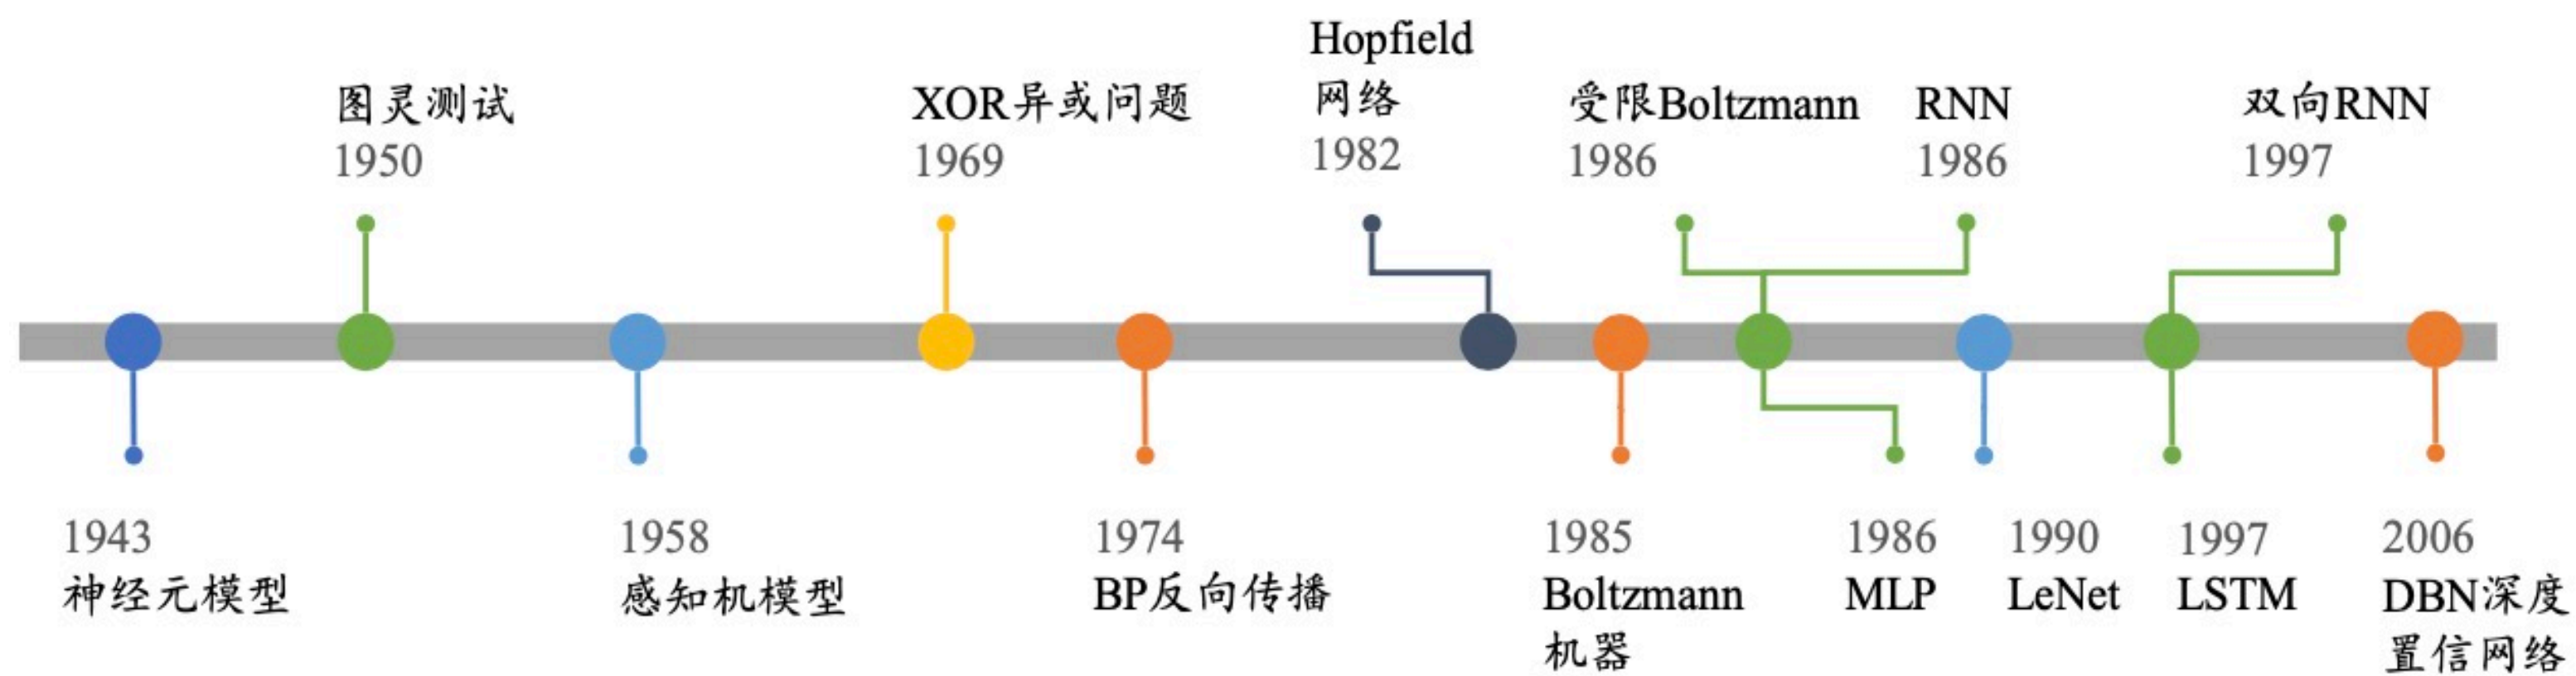 图灵测试
1950
XOR异或问题
1969
Hopfield
网络
1982
受限Boltzmann
1986
RNN
1986
双向RNN
1997
1943
神经元模型
1958
感知机模型
1974
BP反向传播
1985
Boltzmann
机器
1986
MLP
1990
LeNet
1997
LSTM
2006
DBN深度
置信网络